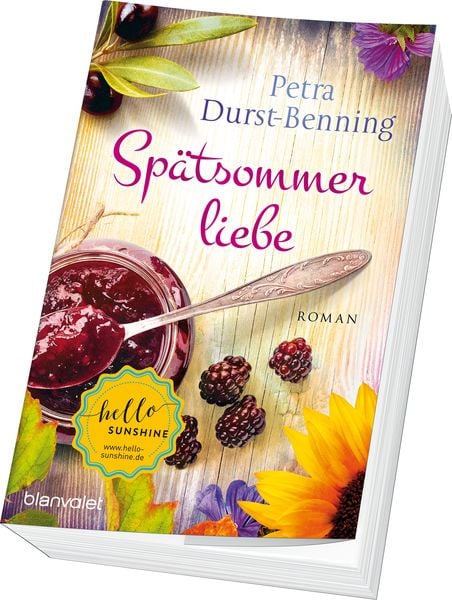 Petra
Durst-Benning
Spätsommer
liebe
ROMAN
hello
SUNSHINE
www.hello-
sunshine.de
blanvalet